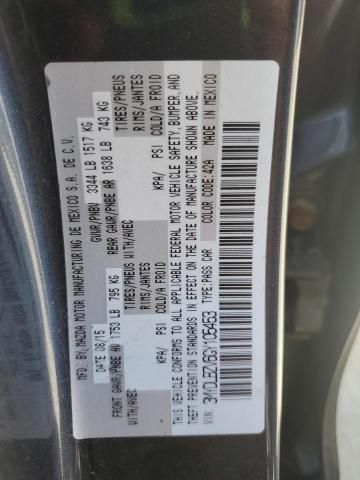 MFD. BY.MAZDA MOTOR MANUFACTURING DE MEXICO S.A. DE C.V.
DATE 08/15 GVWR/PNBV 3344 LB 1517 KG
FRONT GAWR/PNBE AV 1753 LB 795 KG REAR GAWR/PNBE AR 1638 LB 743 KG
WITH/AVEC TIRES/PNEUS WITH/AVEC TIRES/PNEUS
RIMS/JANTES RIMS/JANTES
KPA/ PSI COLD/A FROID KPA/ PSI COLD/A FROID
THIS VEHICLE CONFORMS TO ALL APPLICABLE FEDERAL MOTOR VEHICLE SAFETY, BUMPER, AND
THEFT PREVENTION STANDARDS IN EFFECT ON THE DATE OF MANUFACTURE SHOWN ABOVE.
VIN: TYPE: PASS CAR COLOR CODE:42A MADE IN MEXICO